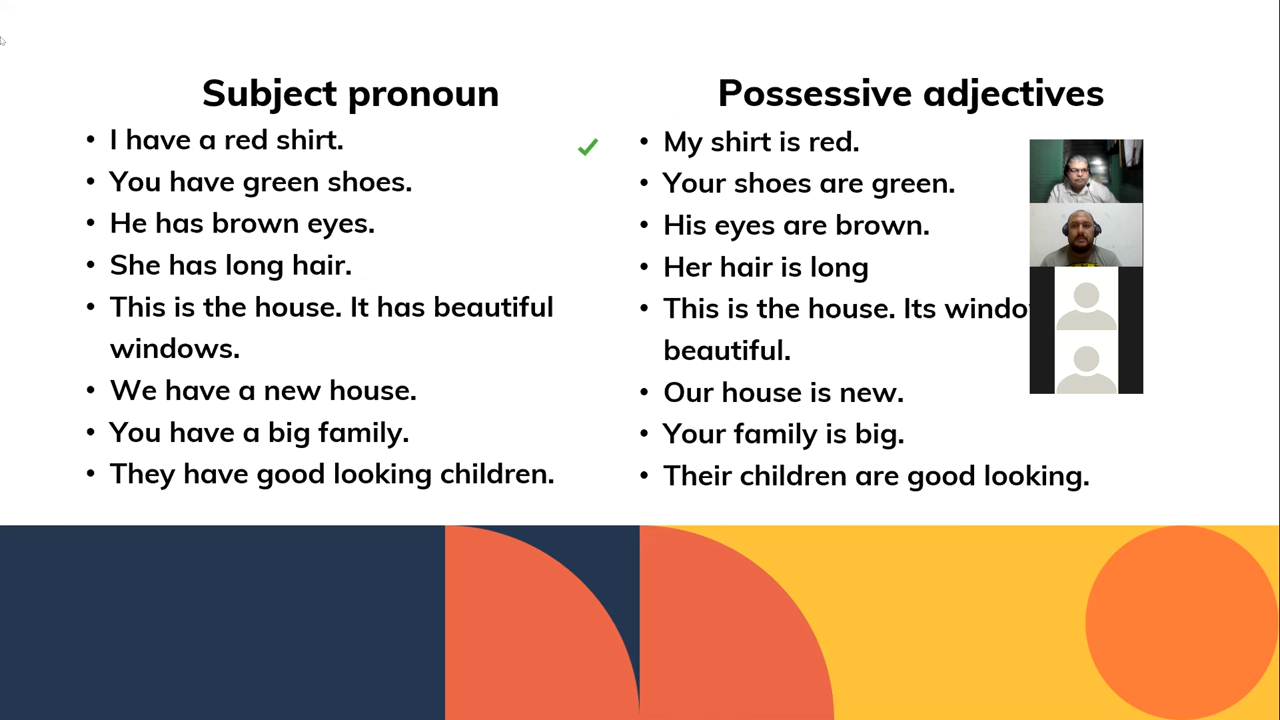 Subject pronoun
• I have a red shirt.
• You have green shoes.
• He has brown eyes.
• She has long hair.
• This is the house. It has beautiful
windows.
• We have a new house.
• You have a big family.
• They have good looking children.
Possessive adjectives
• My shirt is red.
• Your shoes are green.
• His eyes are brown.
• Her hair is long
• This is the house. Its
beautiful.
• Our house is new.
• Your family is big.
• Their children are good looking.